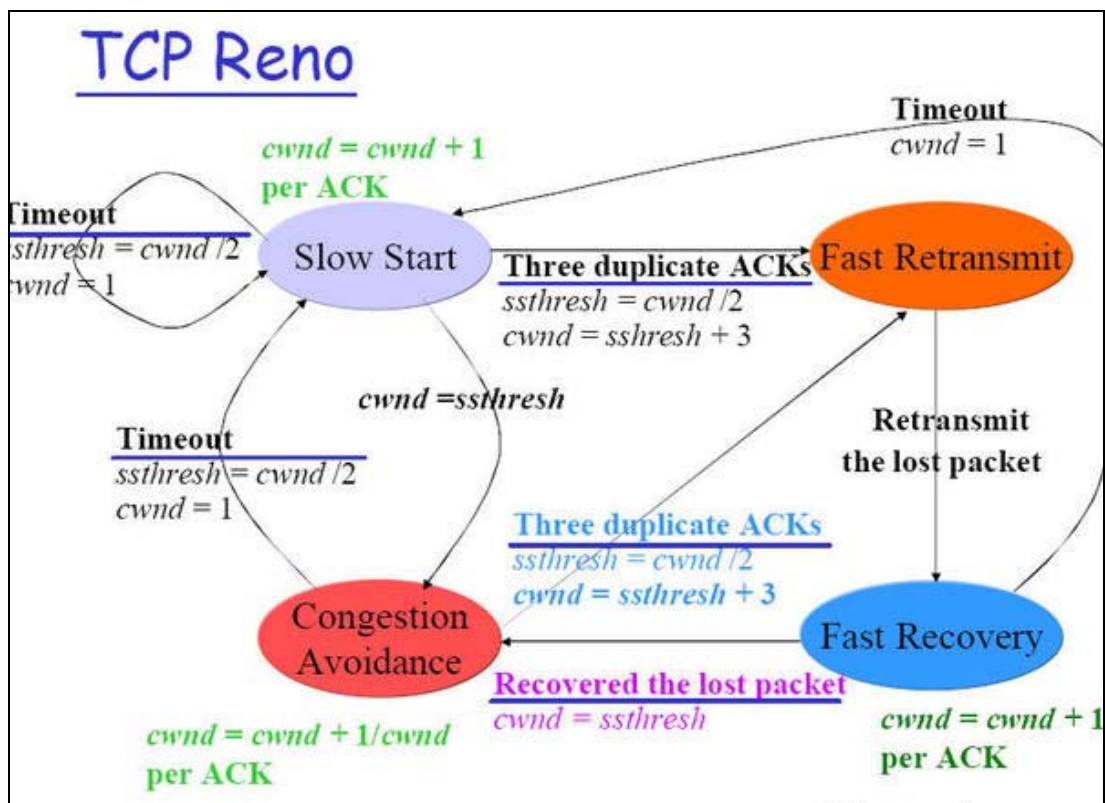 TCP Reno
Timeout
cwnd = 1
cwnd = cwnd + 1
per ACK
Timeout
ssthresh = cwnd /2
cwnd = 1
Slow Start
Fast Retransmit
Three duplicate ACKs
ssthresh = cwnd /2
cwnd = sshresh + 3
cwnd =ssthresh
Retransmit
the lost packet
Timeout
ssthresh = cwnd /2
cwnd = 1
Three duplicate ACKs
ssthresh = cwnd /2
cwnd = ssthresh + 3
Congestion
Avoidance
Fast Recovery
Recovered the lost packet
cwnd = ssthresh
cwnd = cwnd + 1/cwnd
per ACK
cwnd = cwnd + 1
per ACK